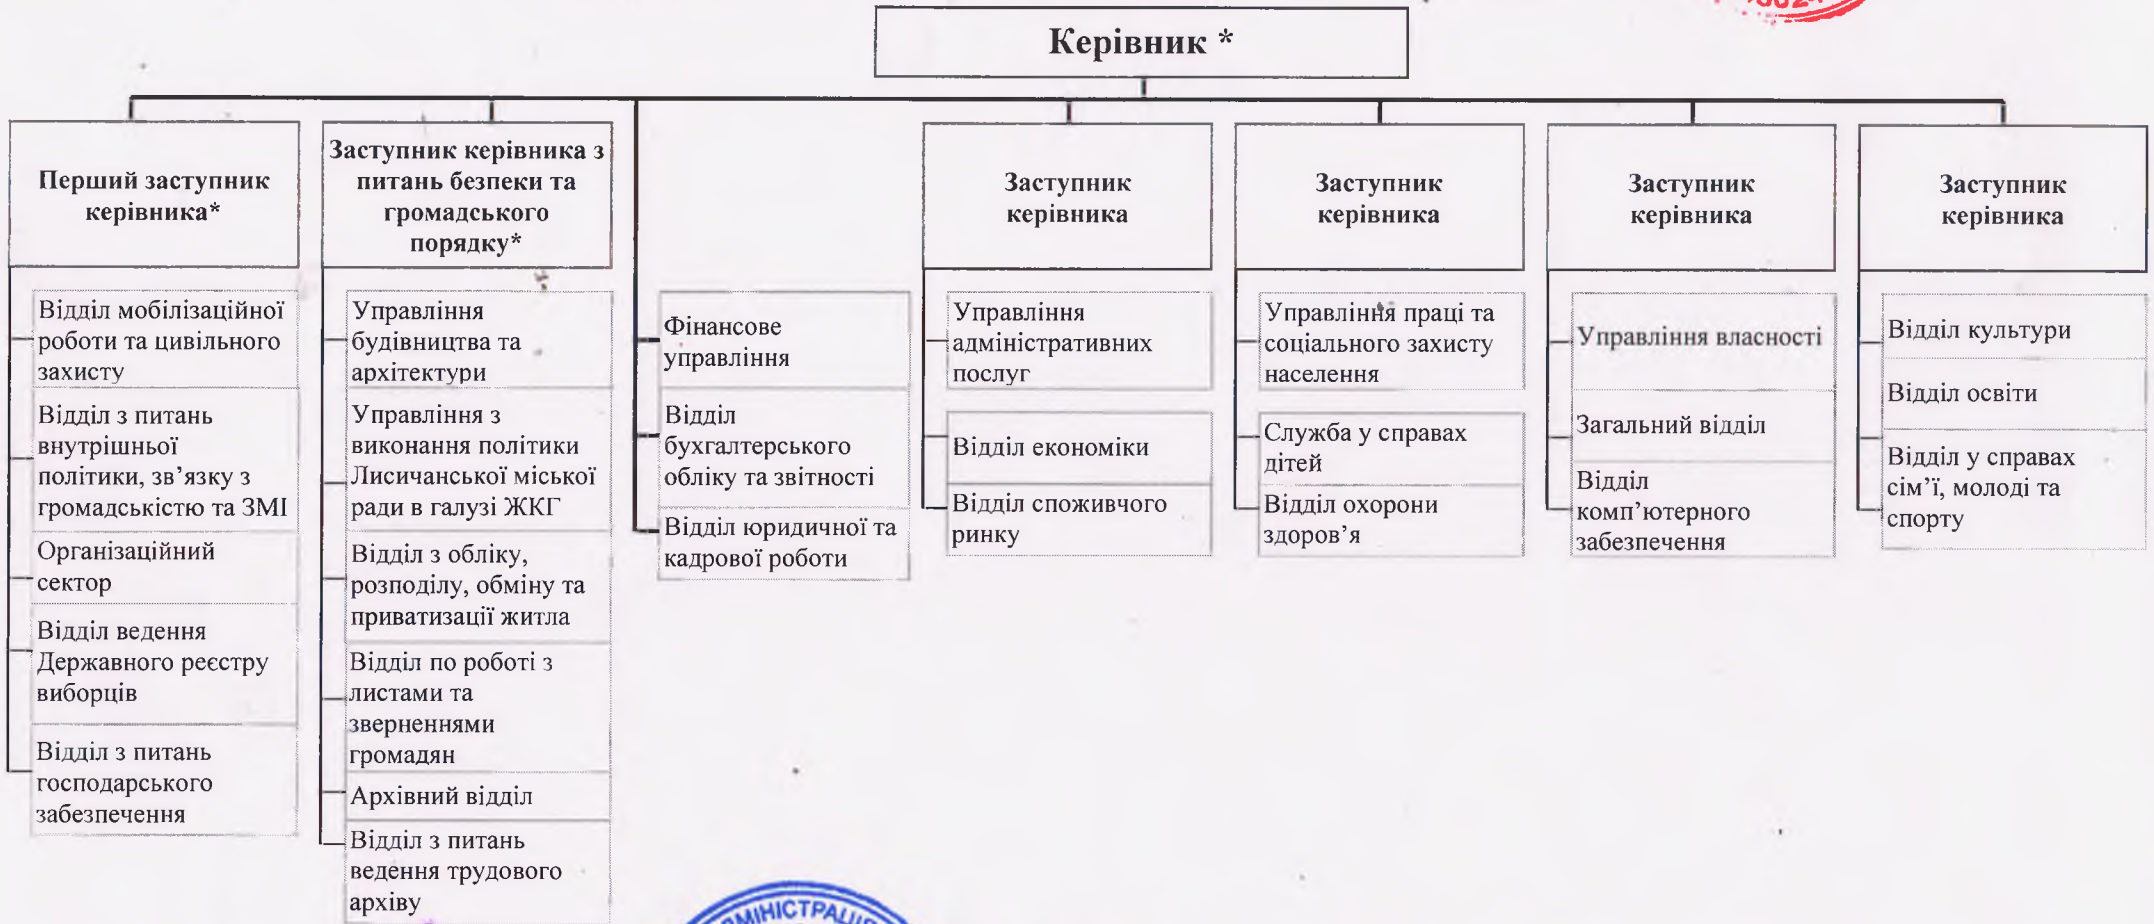 Керівник *
Перший заступник
керівника*
Відділ мобілізаційної
роботи та цивільного
захисту
Відділ з питань
внутрішньої
політики, зв’язку з
громадськістю та ЗМІ
Організаційний
сектор
Відділ ведення
Державного реєстру
виборців
Відділ з питань
господарського
забезпечення
Заступник керівника з
питань безпеки та
громадського
порядку*
Управління
будівництва та
архітектури
Управління з
виконання політики
Лисичанської міської
ради в галузі ЖКГ
Відділ з обліку,
розподілу, обміну та
приватизації житла
Відділ по роботі з
листами та
зверненнями
громадян
Архівний відділ
Відділ з питань
ведення трудового
архіву
Фінансове
управління
Відділ
бухгалтерського
обліку та звітності
Відділ юридичної та
кадрової роботи
Заступник
керівника
Управління
адміністративних
послуг
Відділ економіки
Відділ споживчого
ринку
Заступник
керівника
Управління праці та
соціального захисту
населення
Служба у справах
дітей
Відділ охорони
здоров’я
Заступник
керівника
Управління власності
Загальний відділ
Відділ
комп’ютерного
забезпечення
Заступник
керівника
Відділ культури
Відділ освіти
Відділ у справах
сім’ї, молоді та
спорту